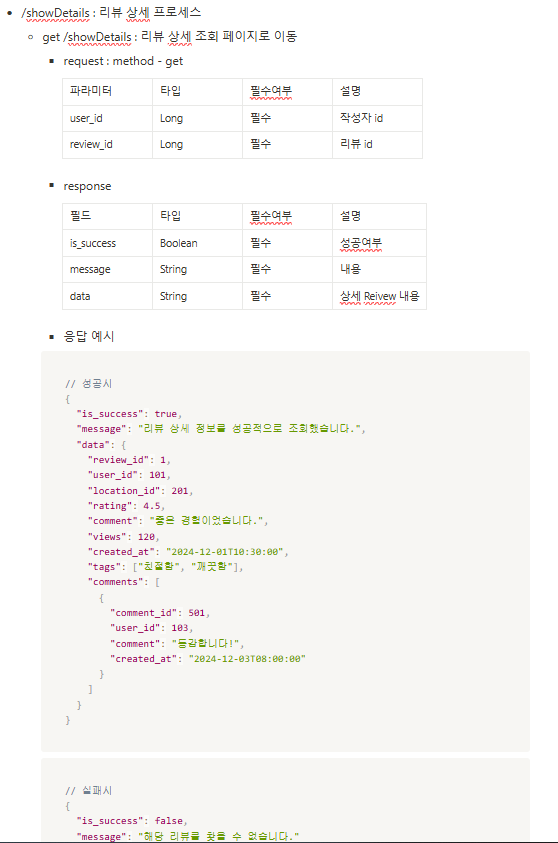 /showDetails : 리뷰 상세 프로세스
get /showDetails : 리뷰 상세 조회 페이지로 이동
request : method - get
파라미터 타입 필수여부 설명
user_id Long 필수 작성자 id
review_id Long 필수 리뷰 id
response
필드 타입 필수여부 설명
is_success Boolean 필수 성공여부
message String 필수 내용
data String 필수 상세 Reivew 내용
응답 예시
// 성공시
{
"is_success": true,
"message": "리뷰 상세 정보를 성공적으로 조회했습니다.",
"data": {
"review_id": 1,
"user_id": 101,
"location_id": 201,
"rating": 4.5,
"comment": "좋은 경험이었습니다.",
"views": 120,
"created_at": "2024-12-01T10:30:00",
"tags": ["친절함", "깨끗함"],
"comments": [
{
"comment_id": 501,
"user_id": 103,
"comment": "동감합니다!",
"created_at": "2024-12-03T08:00:00"
}
]
}
}
// 실패시
{
"is_success": false,
"message": "해당 리뷰를 찾을 수 없습니다."